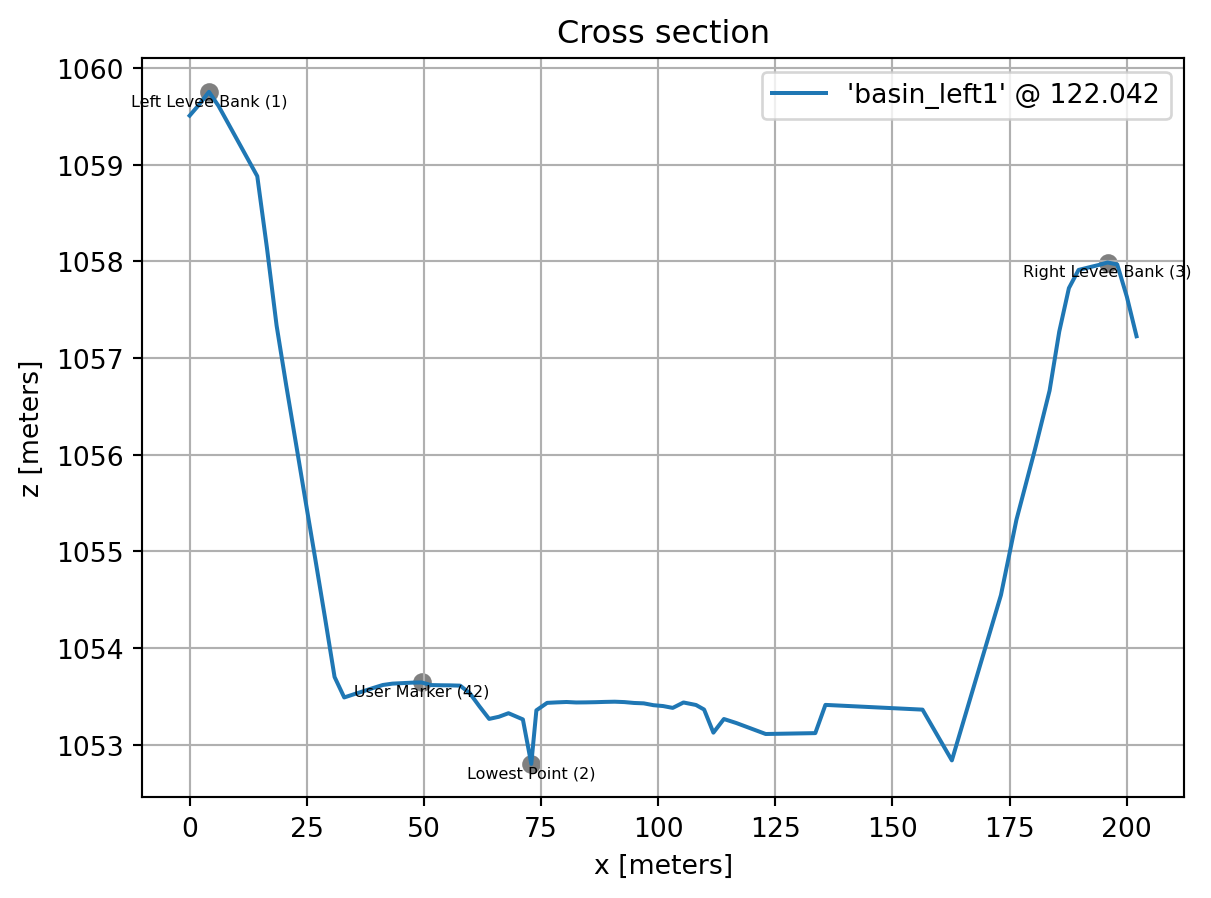 Cross section
'basin_left1' @ 122.042
1060
1059
1058
1057
1056
1055
1054
1053
z [meters]
Left Levee Bank (1)
Right Levee Bank (3)
User Marker (42)
Lowest Point (2)
0 25 50 75 100 125 150 175 200
x [meters]